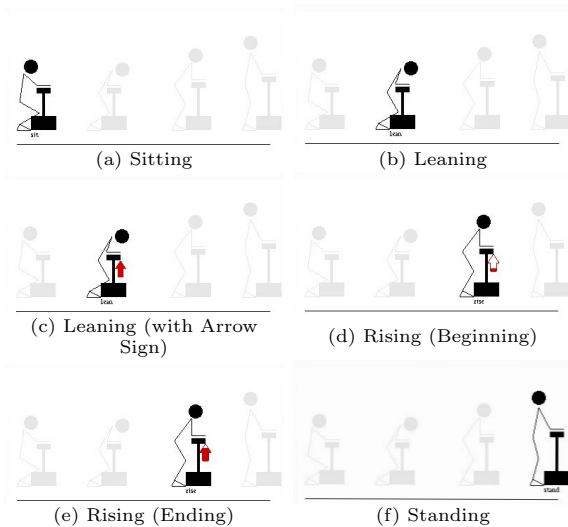 sit
lean
(a) Sitting
(b) Leaning
lean
rise
(c) Leaning (with Arrow
Sign)
(d) Rising (Beginning)
rise
stand
(e) Rising (Ending)
(f) Standing